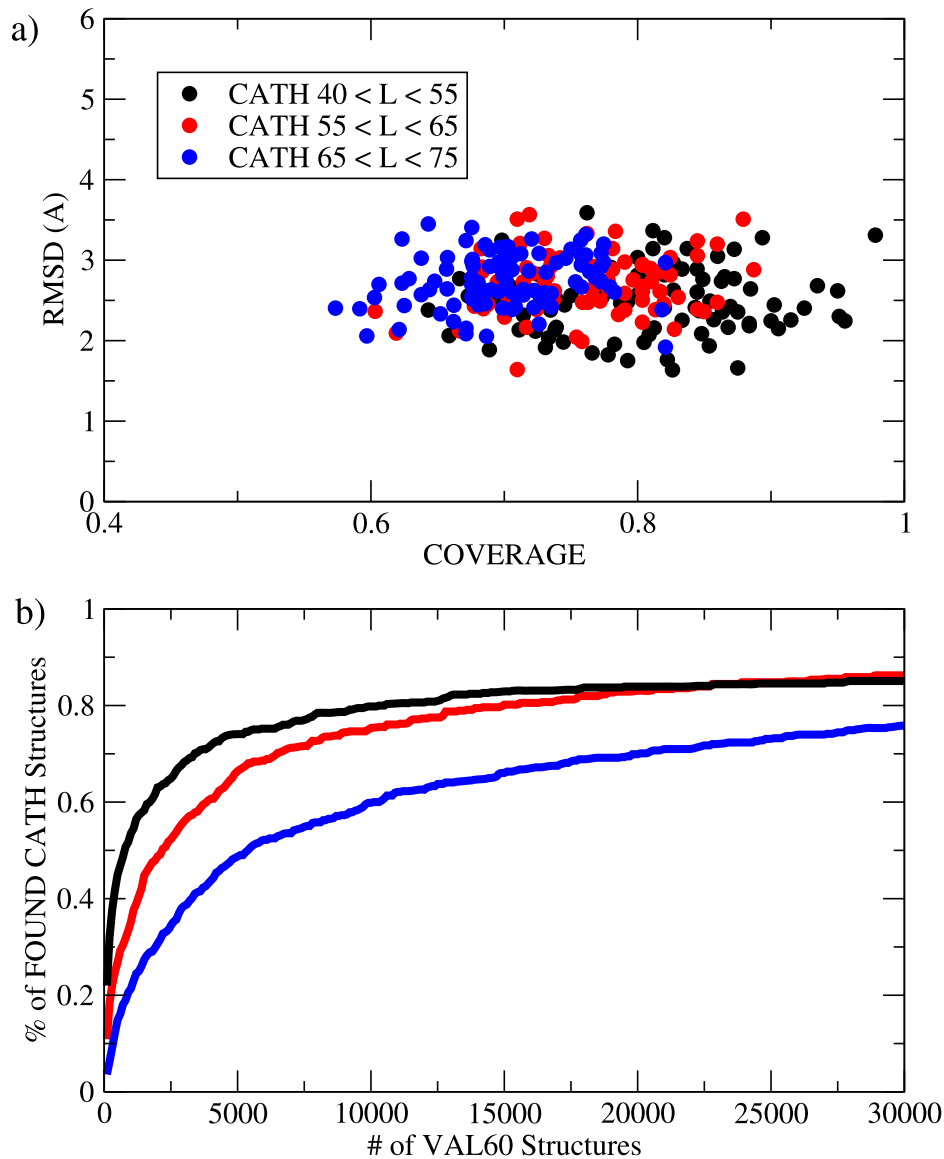 a)
6
5
4
3
2
1
0
RMSD (A)
CATH 40 < L < 55
CATH 55 < L < 65
CATH 65 < L < 75
0.4 0.6 0.8 1
COVERAGE
b)
1
0.8
0.6
0.4
0.2
0
% of FOUND CATH Structures
0 5000 10000 15000 20000 25000 30000
# of VAL60 Structures